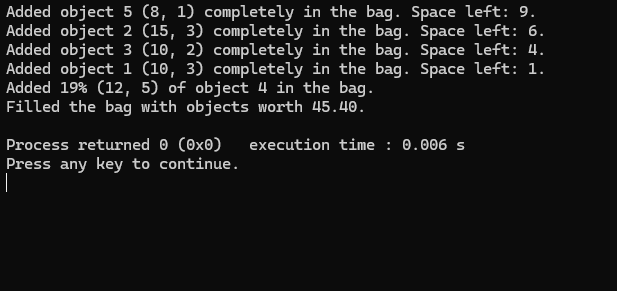 Added object 5 (8, 1) completely in the bag. Space left: 9.
Added object 2 (15, 3) completely in the bag. Space left: 6.
Added object 3 (10, 2) completely in the bag. Space left: 4.
Added object 1 (10, 3) completely in the bag. Space left: 1.
Added 19% (12, 5) of object 4 in the bag.
Filled the bag with objects worth 45.40.
Process returned 0 (0x0)   execution time : 0.006 s
Press any key to continue.